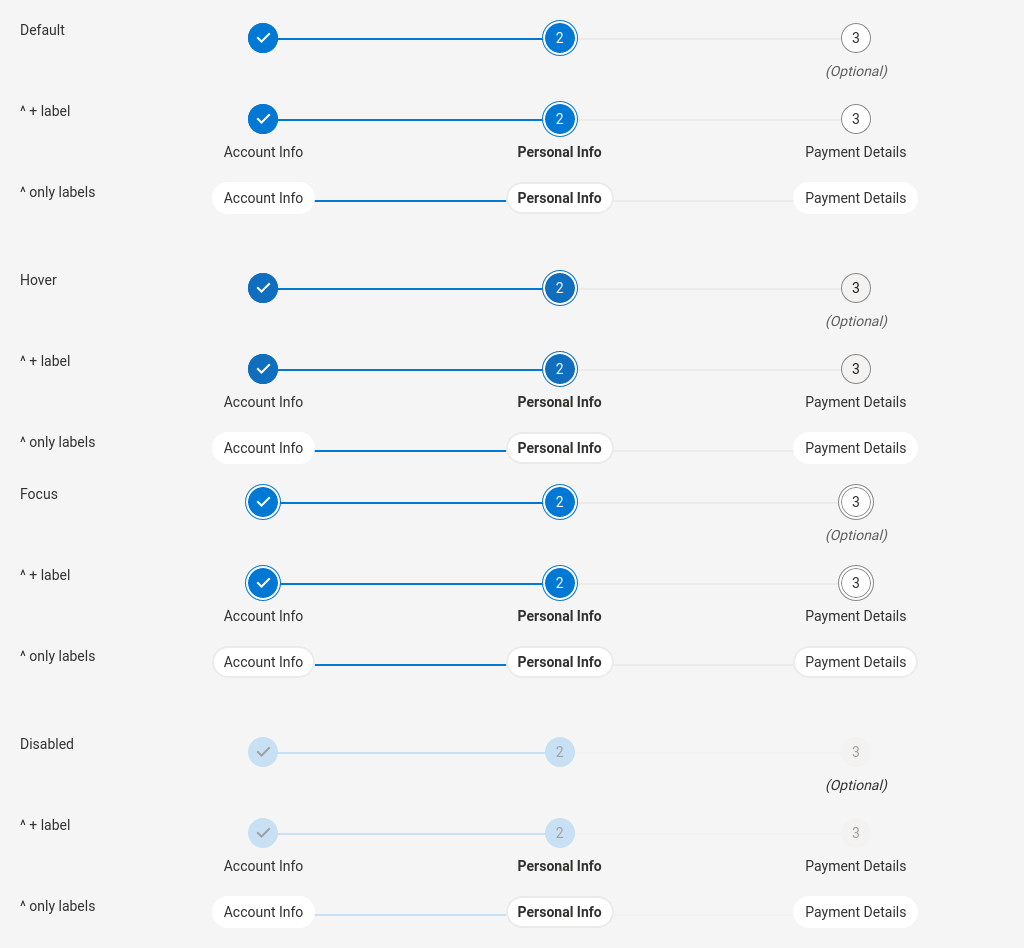 Default
2
3
(Optional)
^ + label
2
3
Account Info
Personal Info
Payment Details
^ only labels
Account Info
Personal Info
Payment Details
Hover
2
3
(Optional)
^ + label
2
3
Account Info
Personal Info
Payment Details
^ only labels
Account Info
Personal Info
Payment Details
Focus
2
3
(Optional)
^ + label
2
3
Account Info
Personal Info
Payment Details
^ only labels
Account Info
Personal Info
Payment Details
Disabled
2
3
(Optional)
^ + label
2
3
Account Info
Personal Info
Payment Details
^ only labels
Account Info
Personal Info
Payment Details